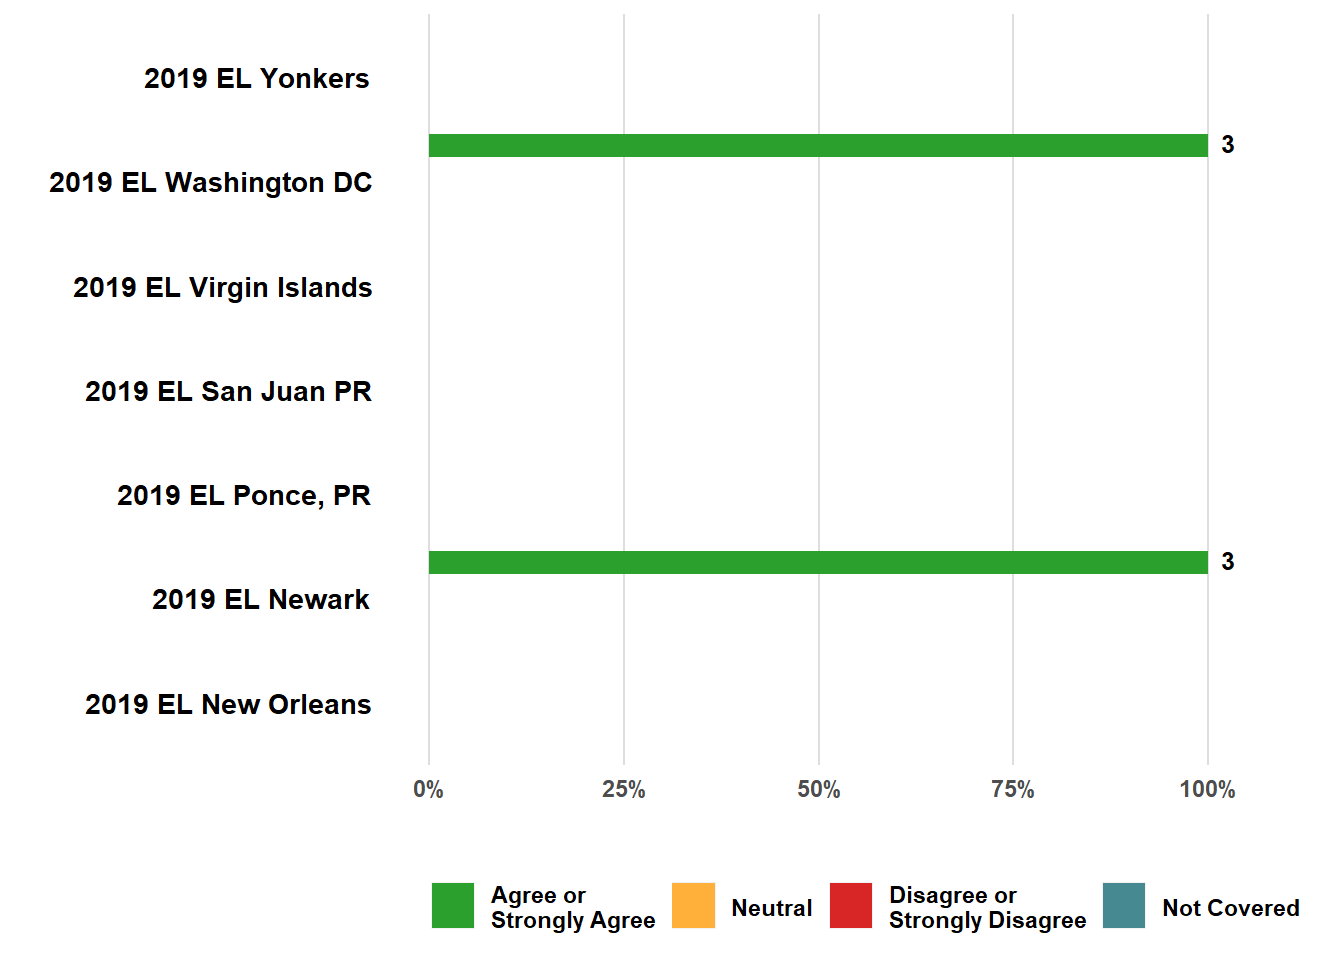 2019 EL Yonkers
3
2019 EL Washington DC
2019 EL Virgin Islands
2019 EL San Juan PR
2019 EL Ponce, PR
3
2019 EL Newark
2019 EL New Orleans
0% 25% 50% 75% 100%
Agree or
Strongly Agree
Neutral
Disagree or
Strongly Disagree
Not Covered